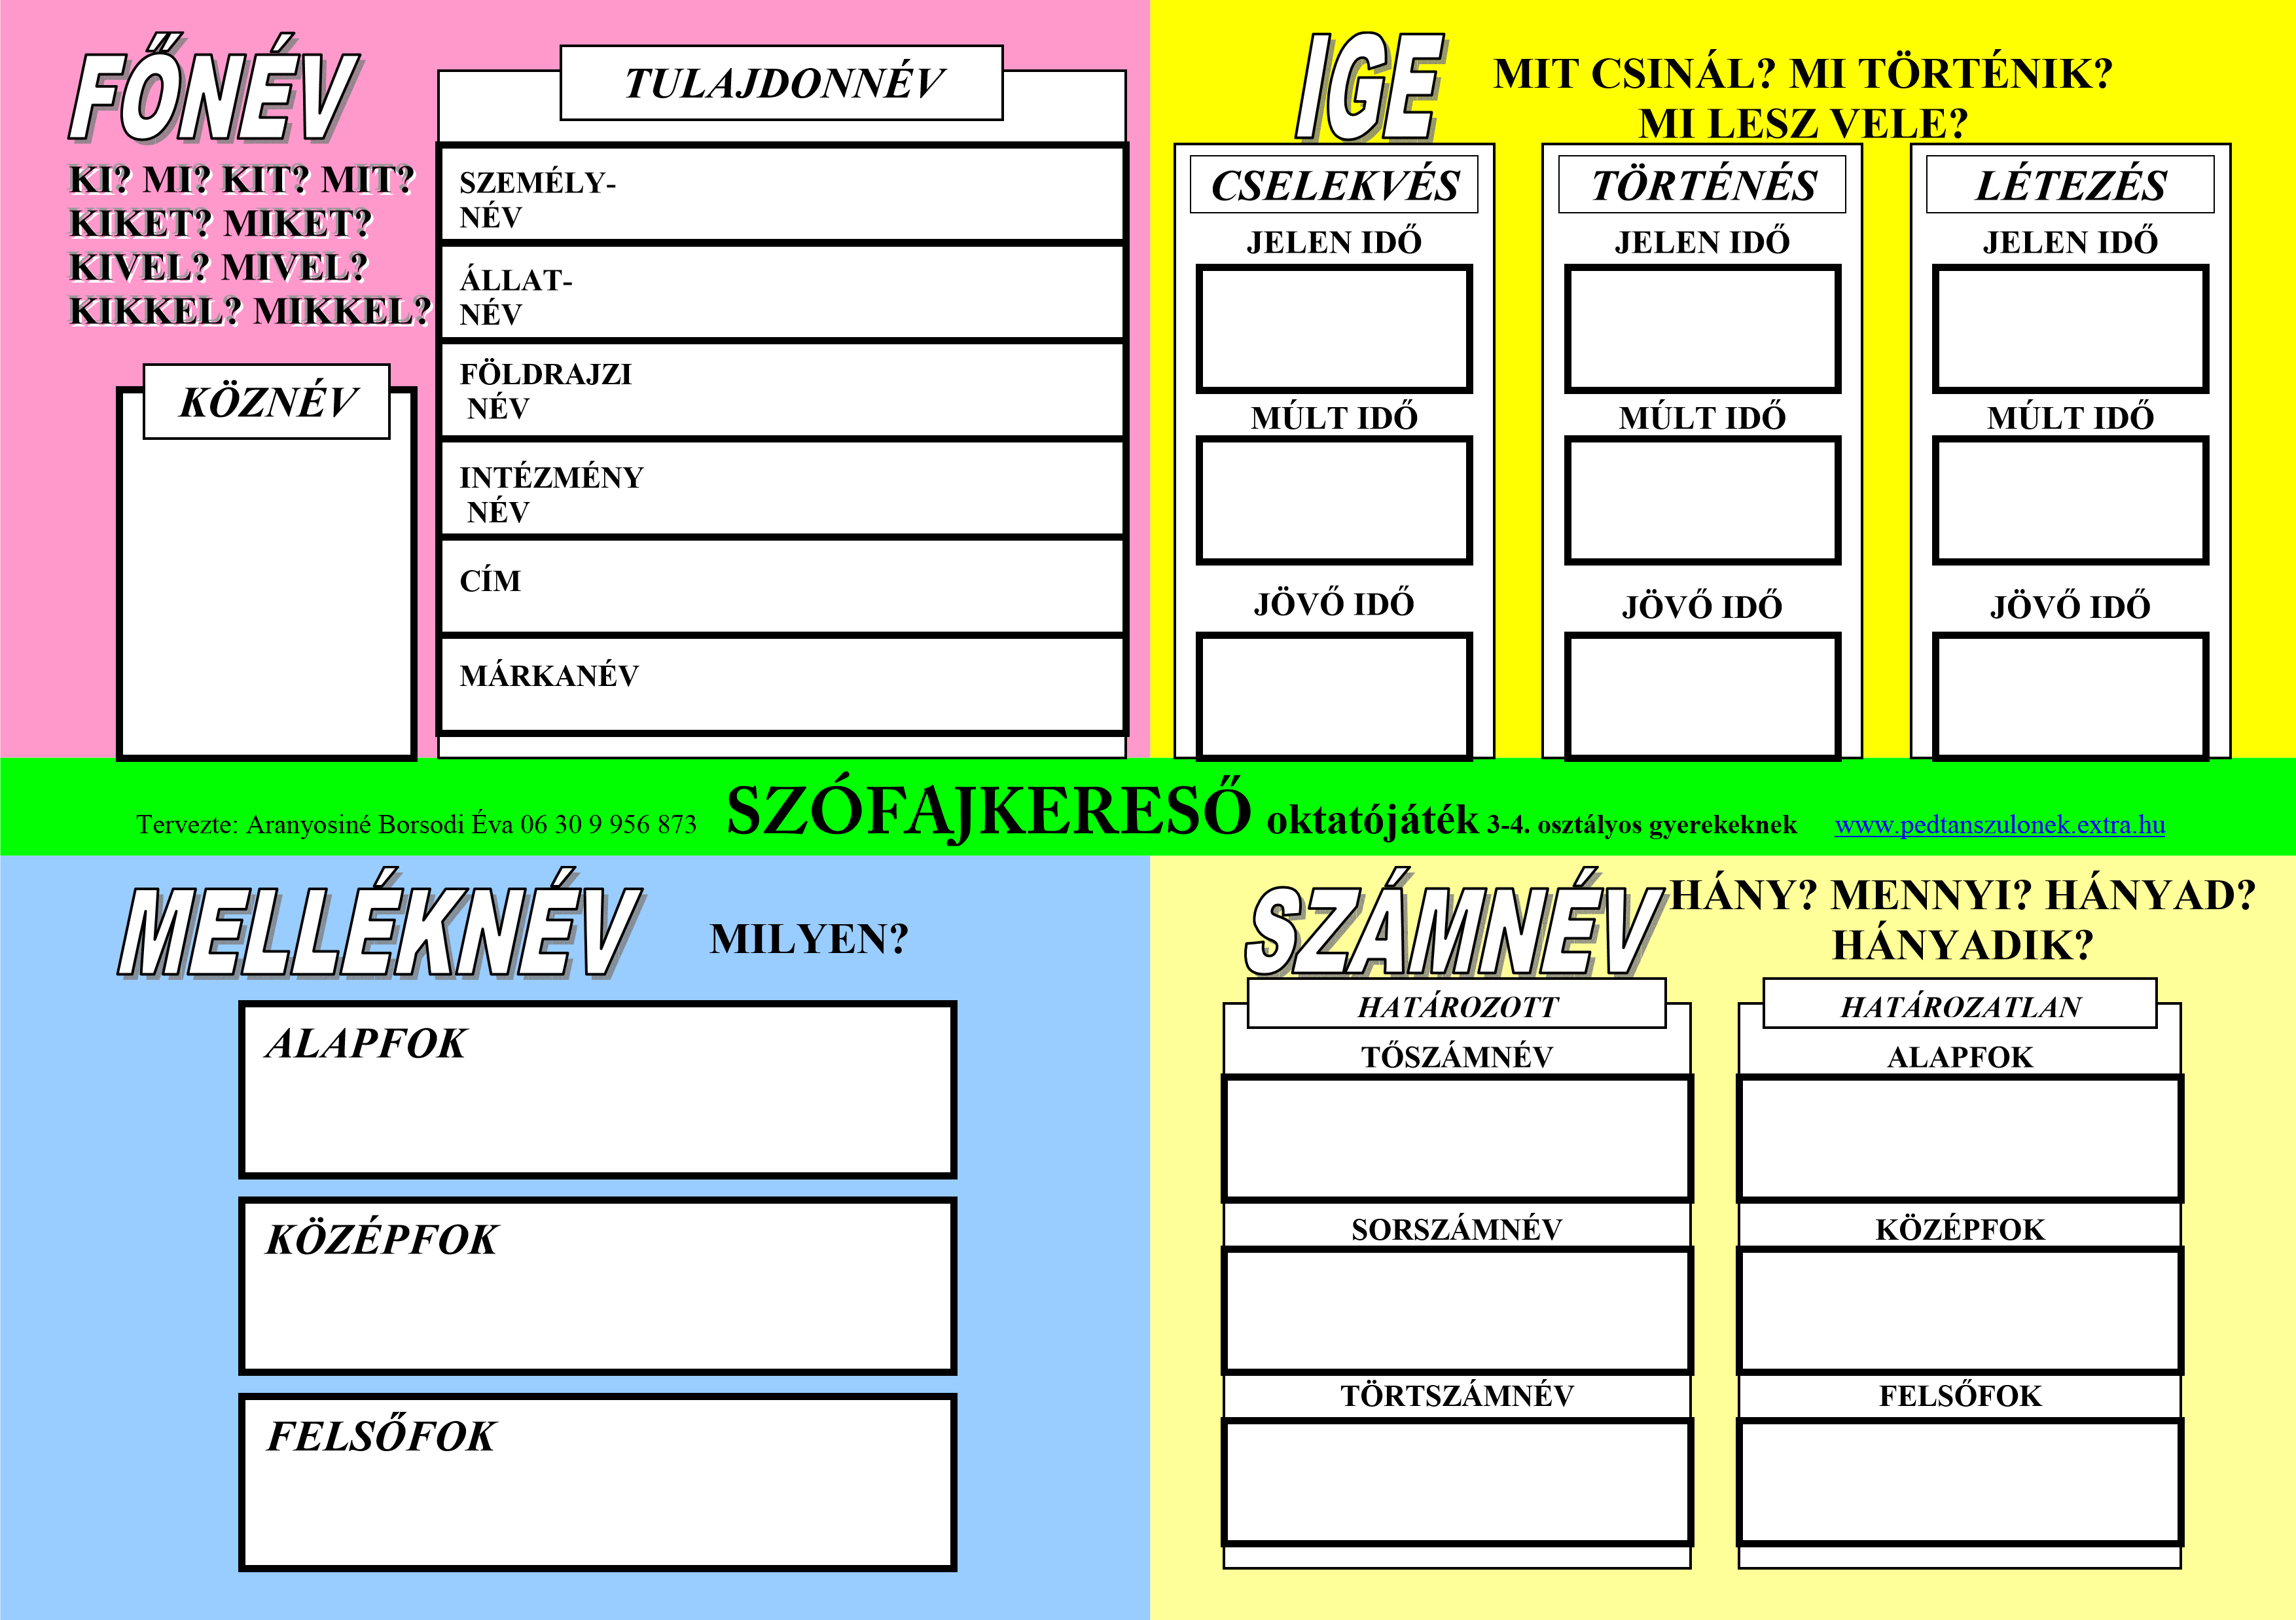 FŐNÉV
KI? MI? KIT? MIT?
KIKET? MIKET?
KIVEL? MIVEL?
KIKKEL? MIKKEL?
KÖZNÉV
TULAJDONNÉV
SZEMÉLY-
NÉV
ÁLLAT-
NÉV
FÖLDRAJZI
NÉV
INTÉZMÉNY
NÉV
CÍM
MÁRKANÉV
IGE
MIT CSINÁL? MI TÖRTÉNIK?
MI LESZ VELE?
CSELEKVÉS
JELEN IDŐ
MÚLT IDŐ
JÖVŐ IDŐ
TÖRTÉNÉS
JELEN IDŐ
MÚLT IDŐ
JÖVŐ IDŐ
LÉTEZÉS
JELEN IDŐ
MÚLT IDŐ
JÖVŐ IDŐ
Tervezte: Aranyosiné Borsodi Éva 06 30 9 956 873 SZÓFAJKERESŐ oktatójáték 3-4. osztályos gyerekeknek www.pedtanszulonek.extra.hu
MELLÉKNÉV
MILYEN?
ALAPFOK
KÖZÉPFOK
FELSŐFOK
SZÁMNÉV
HÁNY? MENNYI? HÁNYAD?
HÁNYADIK?
HATÁROZOTT
TŐSZÁMNÉV
SORSZÁMNÉV
TÖRTSZÁMNÉV
HATÁROZATLAN
ALAPFOK
KÖZÉPFOK
FELSŐFOK